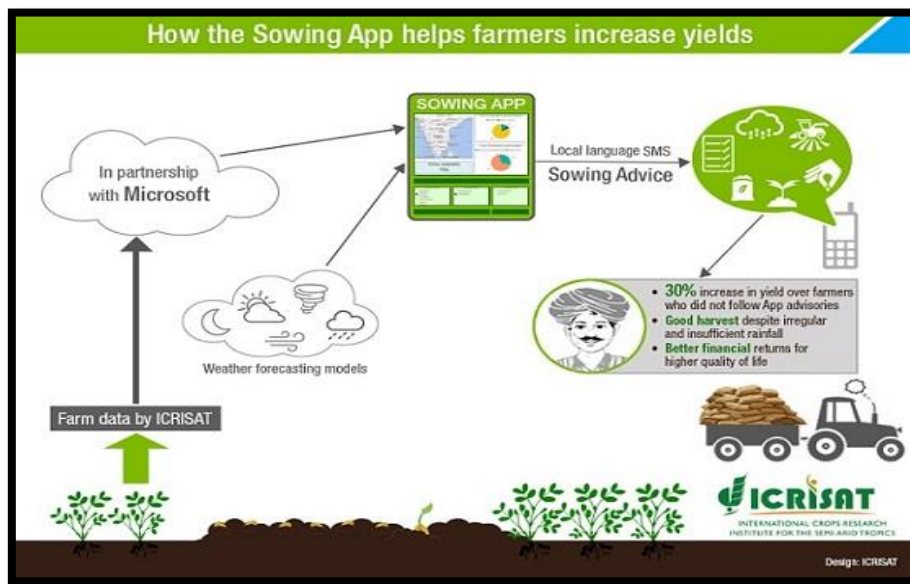 How the Sowing App helps farmers increase yields
SOWING APP
In partnership
with Microsoft
Local language SMS
Sowing Advice
Weather forecasting models
• 30% increase in yield over farmers
who did not follow App advisories
• Good harvest despite irregular
and insufficient rainfall
• Better financial returns for
higher quality of life
Farm data by ICRISAT
ICRISAT
INTERNATIONAL CROPS RESEARCH
INSTITUTE FOR THE SEMI-ARID TROPICS
Design: ICRISAT